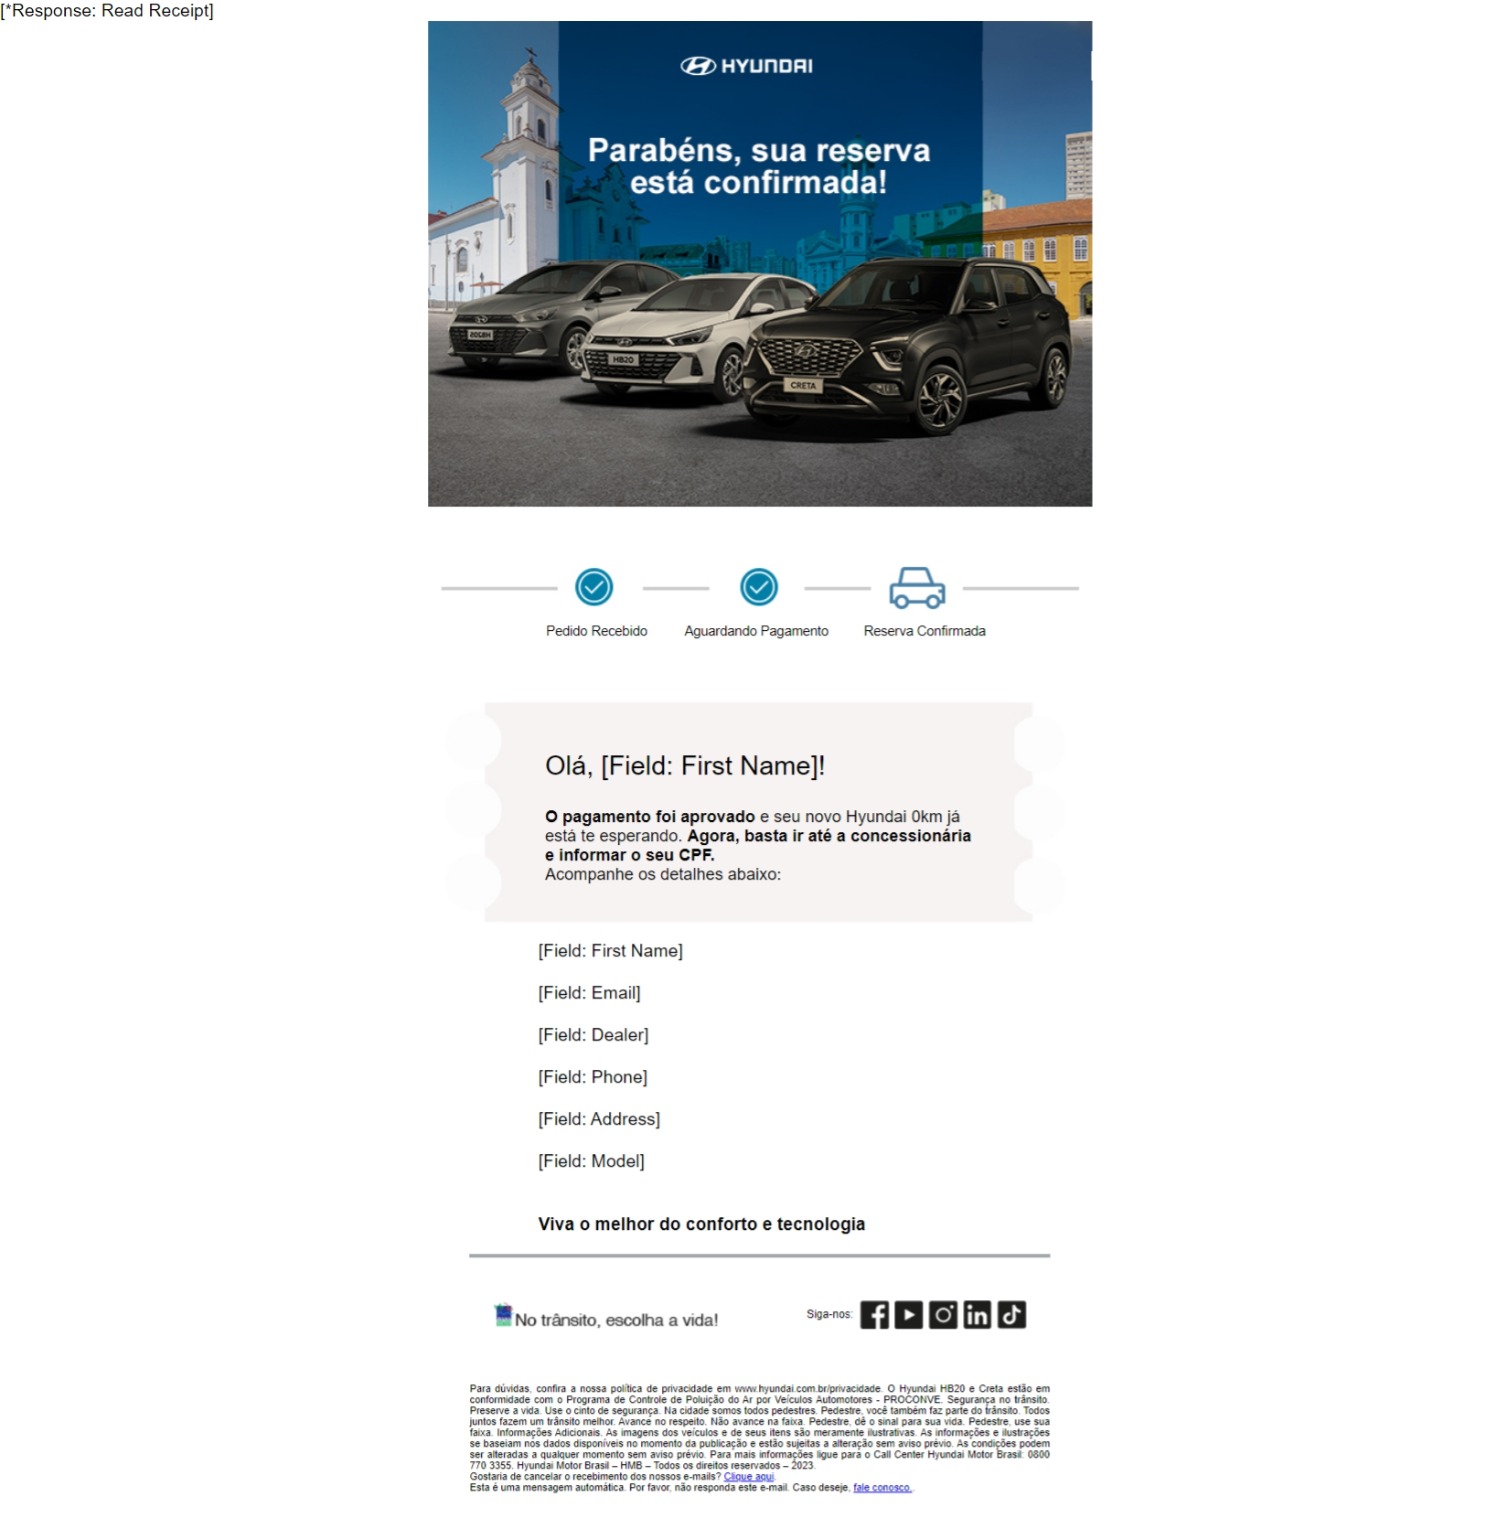 [*Response: Read Receipt]
HYUNDAI
Parabéns, sua reserva
está confirmada!
HB20S
HB20
CRETA
Pedido Recebido
Aguardando Pagamento
Reserva Confirmada
Olá, [Field: First Name]!
O pagamento foi aprovado e seu novo Hyundai 0km já
está te esperando. Agora, basta ir até a concessionária
e informar o seu CPF.
Acompanhe os detalhes abaixo:
[Field: First Name]
[Field: Email]
[Field: Dealer]
[Field: Phone]
[Field: Address]
[Field: Model]
Viva o melhor do conforto e tecnologia
No trânsito, escolha a vida!
Siga-nos:
Para dúvidas, confira a nossa política de privacidade em www.hyundai.com.br/privacidade. O Hyundai HB20 e Creta estão em
conformidade com o Programa de Controle de Poluição do Ar por Veículos Automotores - PROCONVE. Segurança no trânsito.
Preserve a vida. Use o cinto de segurança. Na cidade somos todos pedestres. Pedestre, você também faz parte do trânsito. Todos
juntos fazem um trânsito melhor. Avance no respeito. Não avance na faixa. Pedestre, dê o sinal para sua vida. Pedestre, use sua
faixa. Informações Adicionais. As imagens dos veículos e de seus itens são meramente ilustrativas. As informações e ilustrações
se baseiam nos dados disponíveis no momento da publicação e estão sujeitas a alteração sem aviso prévio. As condições podem
ser alteradas a qualquer momento sem aviso prévio. Para mais informações ligue para o Call Center Hyundai Motor Brasil: 0800
770 3355. Hyundai Motor Brasil – HMB – Todos os direitos reservados – 2023.
Gostaria de cancelar o recebimento dos nossos e-mails? Clique aqui.
Esta é uma mensagem automática. Por favor, não responda este e-mail. Caso deseje, fale conosco..